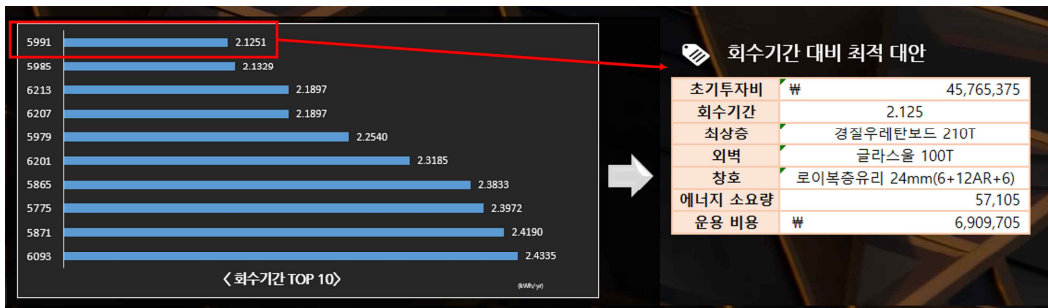 5991 2.1251
5985 2.1329
6213 2.1897
6207 2.1897
5979 2.2540
6201 2.3185
5865 2.3833
5775 2.3972
5871 2.4190
6093 2.4335
〈 회수기간 TOP 10〉
(kWh/yr)
회수기간 대비 최적 대안
초기투자비 ₩ 45,765,375
회수기간 2.125
최상층 경질우레탄보드 210T
외벽 글라스울 100T
창호 로이복층유리 24mm(6+12AR+6)
에너지 소요량 57,105
운용 비용 ₩ 6,909,705